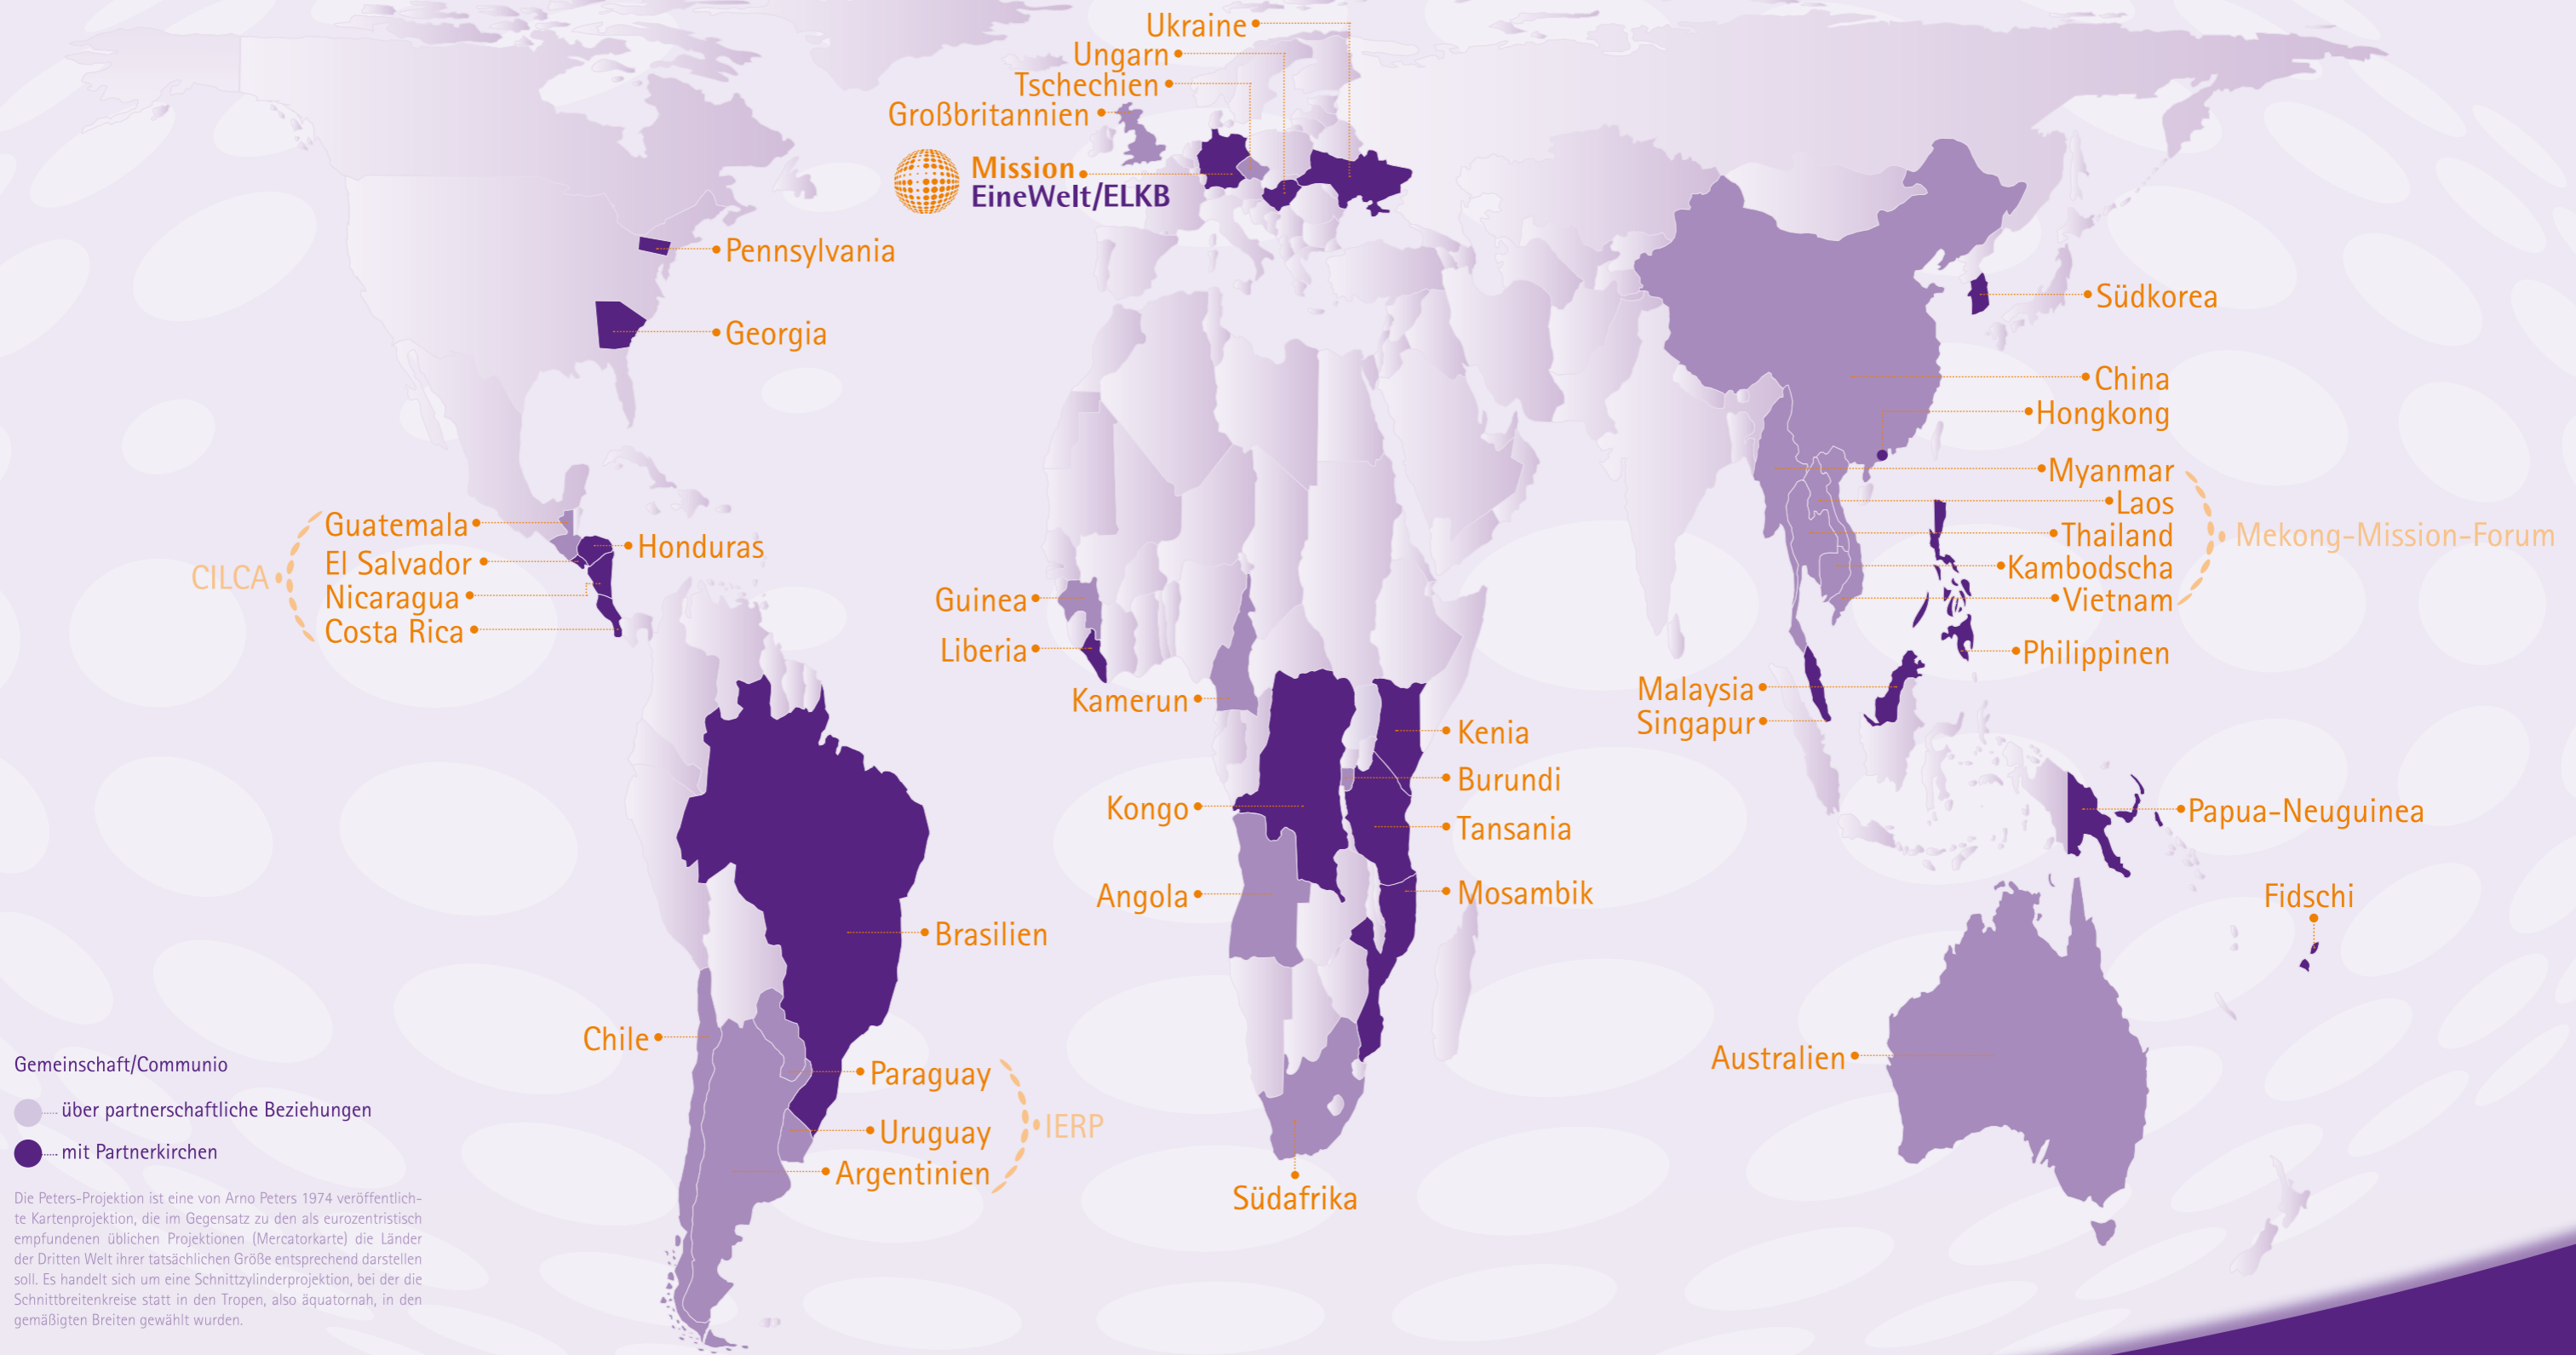 Ukraine
Ungarn
Tschechien
Großbritannien
Mission
EineWelt/ELKB
Pennsylvania
Georgia
Südkorea
China
Hongkong
Myanmar
Laos
Thailand
Kambodscha
Vietnam
Mekong-Mission-Forum
Philippinen
Malaysia
Singapur
Guatemala
Honduras
El Salvador
Nicaragua
Costa Rica
CILCA
Guinea
Liberia
Kamerun
Kenia
Burundi
Kongo
Tansania
Angola
Mosambik
Südafrika
Papua-Neuguinea
Fidschi
Australien
Brasilien
Chile
Paraguay
Uruguay
Argentinien
IERP
Gemeinschaft/Communio
über partnerschaftliche Beziehungen
mit Partnerkirchen
Die Peters-Projektion ist eine von Arno Peters 1974 veröffentlich-
te Kartenprojektion, die im Gegensatz zu den als eurozentristisch
empfundenen üblichen Projektionen (Mercatorkarte) die Länder
der Dritten Welt ihrer tatsächlichen Größe entsprechend darstellen
soll. Es handelt sich um eine Schnittzylinderprojektion, bei der die
Schnittbreitenkreise statt in den Tropen, also äquatornah, in den
gemäßigten Breiten gewählt wurden.